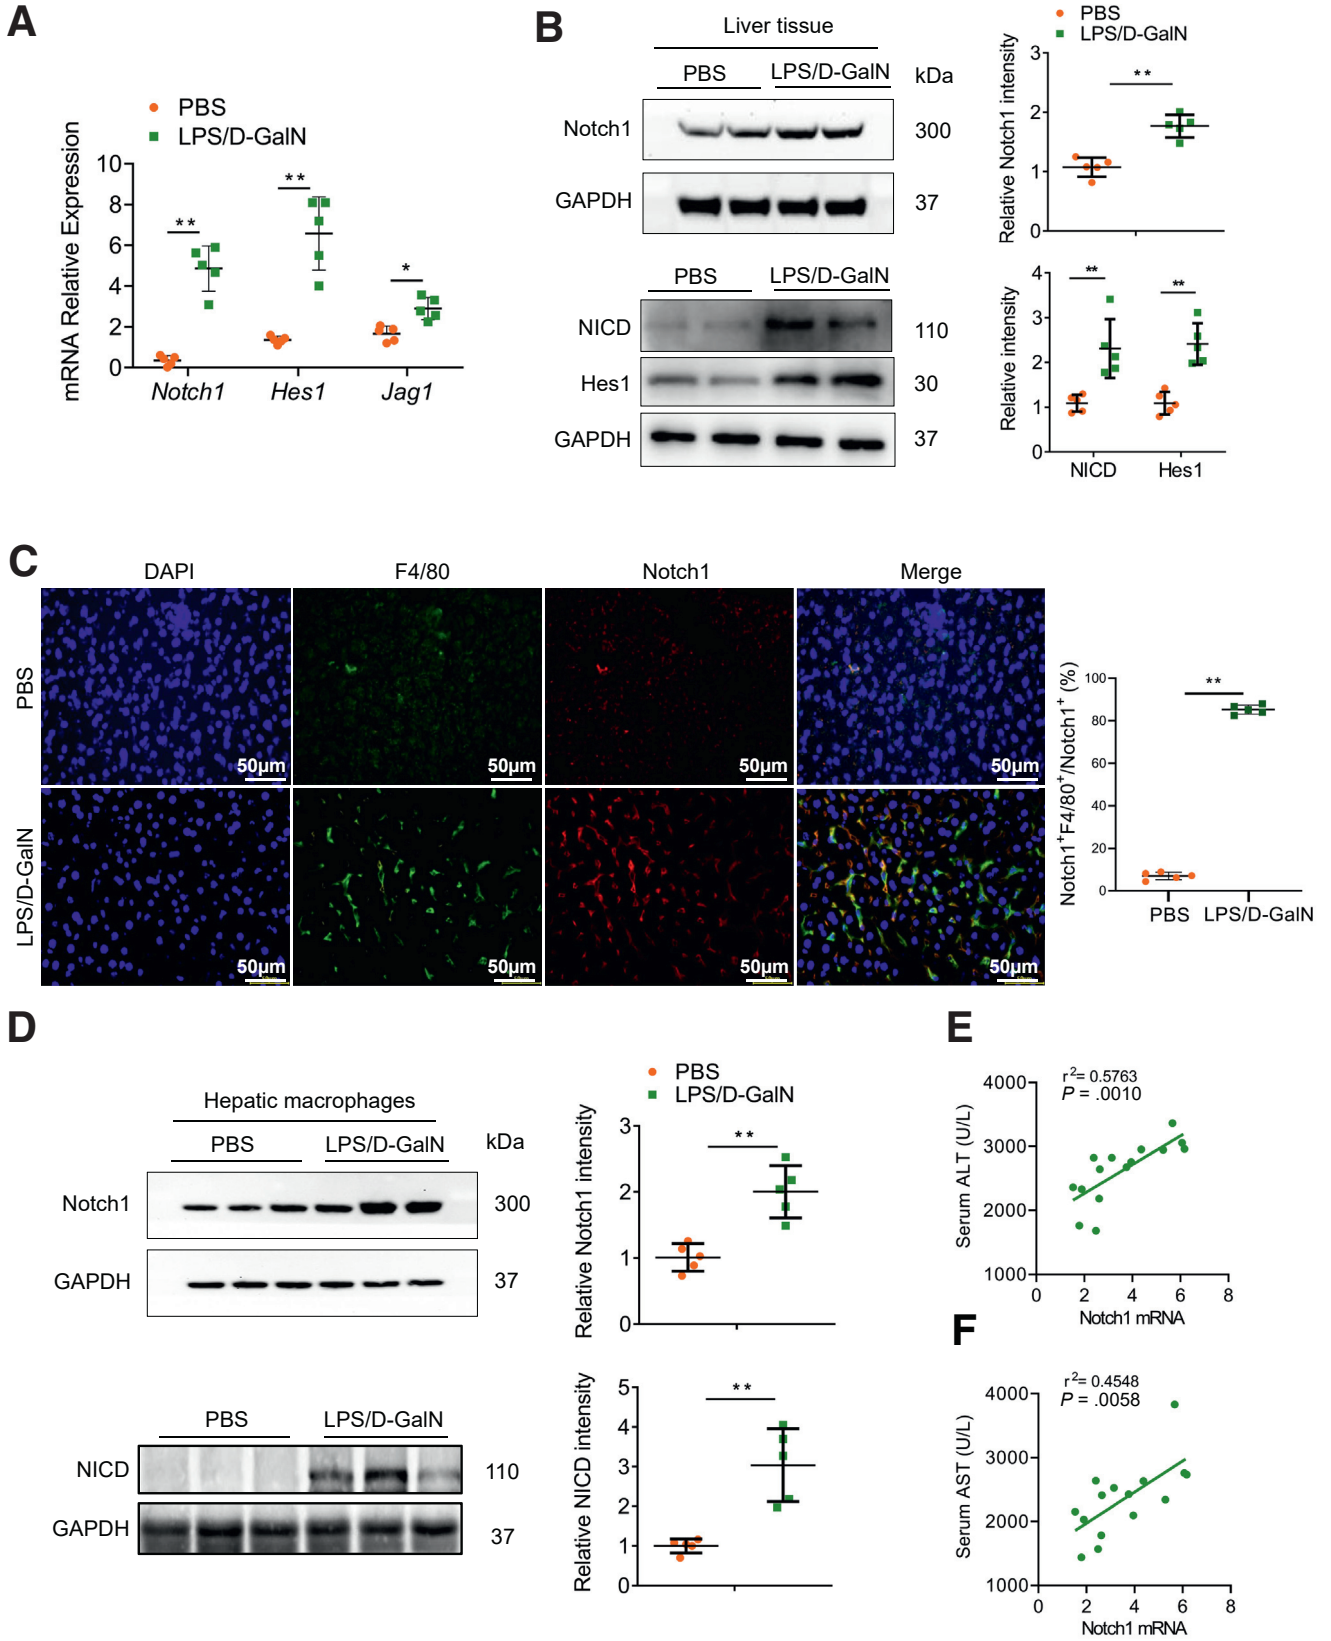 A
PBS
LPS/D-GalN
mRNA Relative Expression
10
8
6
4
2
0
**
**
*
Notch1
Hes1
Jag1
B
Liver tissue
PBS
LPS/D-GalN
kDa
Notch1
300
GAPDH
37
PBS
LPS/D-GalN
NICD
110
Hes1
30
GAPDH
37
PBS
LPS/D-GalN
Relative Notch1 intensity
3
2
1
0
**
Relative intensity
4
3
2
1
0
**
**
NICD
Hes1
C
DAPI
F4/80
Notch1
Merge
PBS
50μm
50μm
50μm
50μm
LPS/D-GalN
50μm
50μm
50μm
50μm
Notch1+F4/80+/Notch1+ (%)
100
80
60
40
20
0
**
PBS
LPS/D-GalN
D
Hepatic macrophages
PBS
LPS/D-GalN
kDa
Notch1
300
GAPDH
37
PBS
LPS/D-GalN
NICD
110
GAPDH
37
PBS
LPS/D-GalN
Relative Notch1 intensity
3
2
1
0
**
Relative NICD intensity
5
4
3
2
1
0
**
E
r2= 0.5763
P = .0010
Serum ALT (U/L)
4000
3000
2000
1000
0
2
4
6
8
Notch1 mRNA
F
r2= 0.4548
P = .0058
Serum AST (U/L)
4000
3000
2000
1000
0
2
4
6
8
Notch1 mRNA